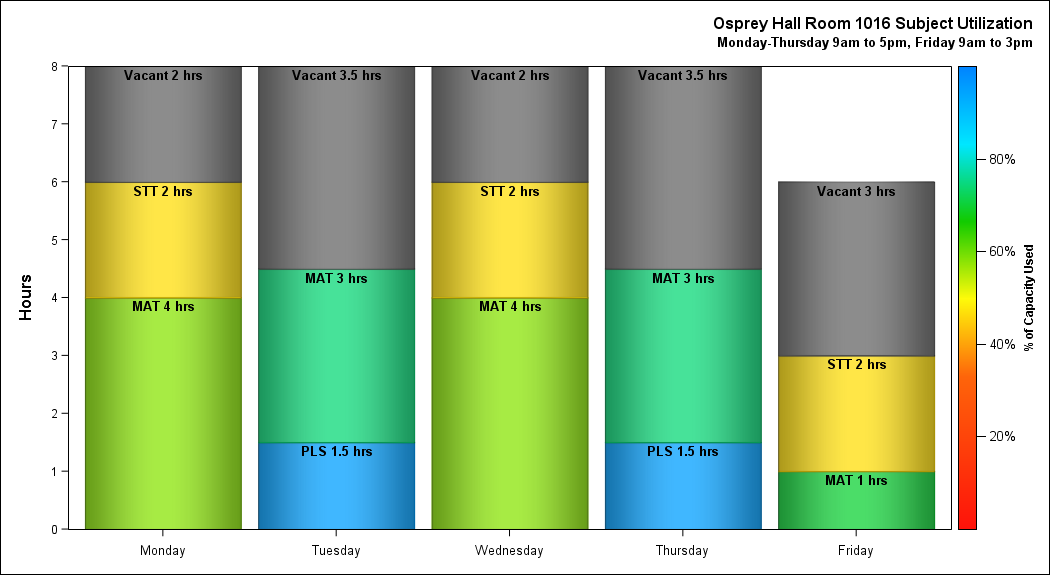 Osprey Hall Room 1016 Subject Utilization
Monday-Thursday 9am to 5pm, Friday 9am to 3pm
Hours
8
7
6
5
4
3
2
1
0
Vacant 2 hrs
STT 2 hrs
MAT 4 hrs
Vacant 3.5 hrs
MAT 3 hrs
PLS 1.5 hrs
Vacant 2 hrs
STT 2 hrs
MAT 4 hrs
Vacant 3.5 hrs
MAT 3 hrs
PLS 1.5 hrs
Vacant 3 hrs
STT 2 hrs
MAT 1 hrs
Monday
Tuesday
Wednesday
Thursday
Friday
80%
60%
40%
20%
% of Capacity Used